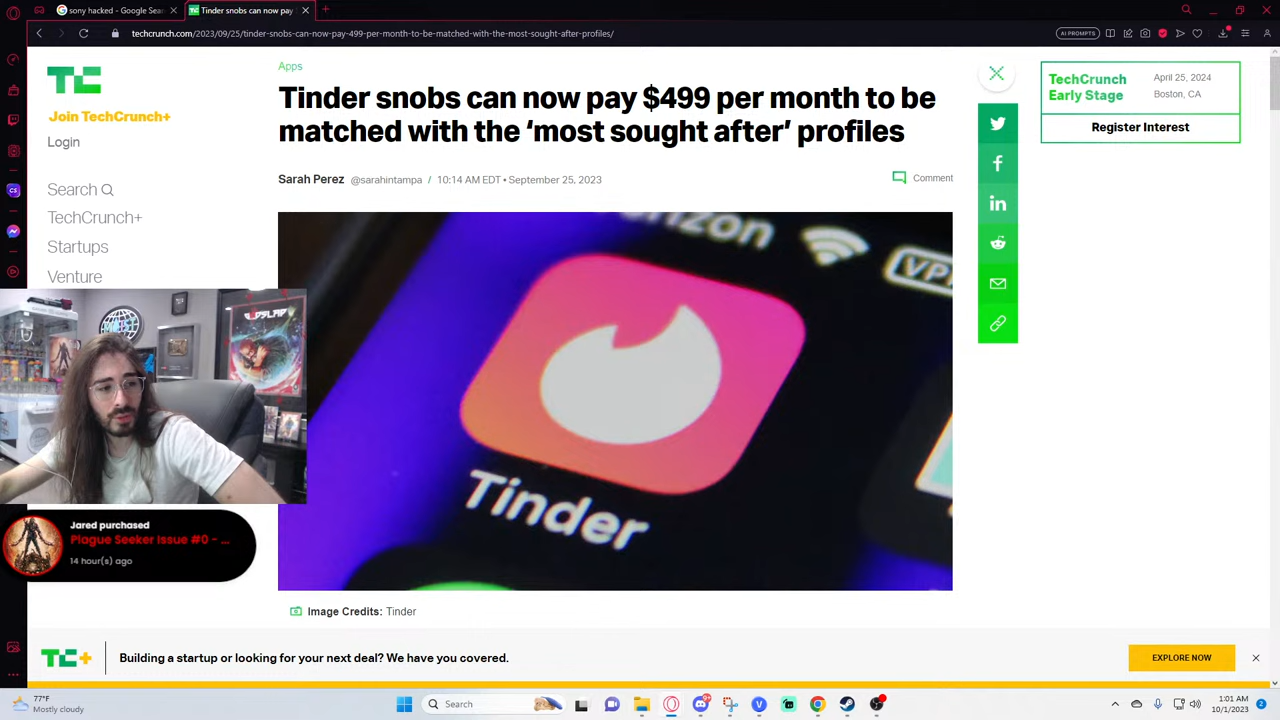 sony hacked - Google Sea
Tinder snobs can now pay $
techcrunch.com/2023/09/25/tinder-snobs-can-now-pay-499-per-month-to-be-matched-with-the-most-sought-after-profiles/
AI PROMPTS
TC
Join TechCrunch+
Login
Search
TechCrunch+
Startups
Venture
Apps
Tinder snobs can now pay $499 per month to be
matched with the ‘most sought after’ profiles
Sarah Perez @sarahintampa / 10:14 AM EDT • September 25, 2023
Comment
TechCrunch
Early Stage
April 25, 2024
Boston, CA
Register Interest
erizon
VP
Tinder
GODSLAP
Jared purchased
Plague Seeker Issue #0 - ...
14 hour(s) ago
Image Credits: Tinder
TC+
Building a startup or looking for your next deal? We have you covered.
EXPLORE NOW
77°F
Mostly cloudy
Search
1:01 AM
10/1/2023